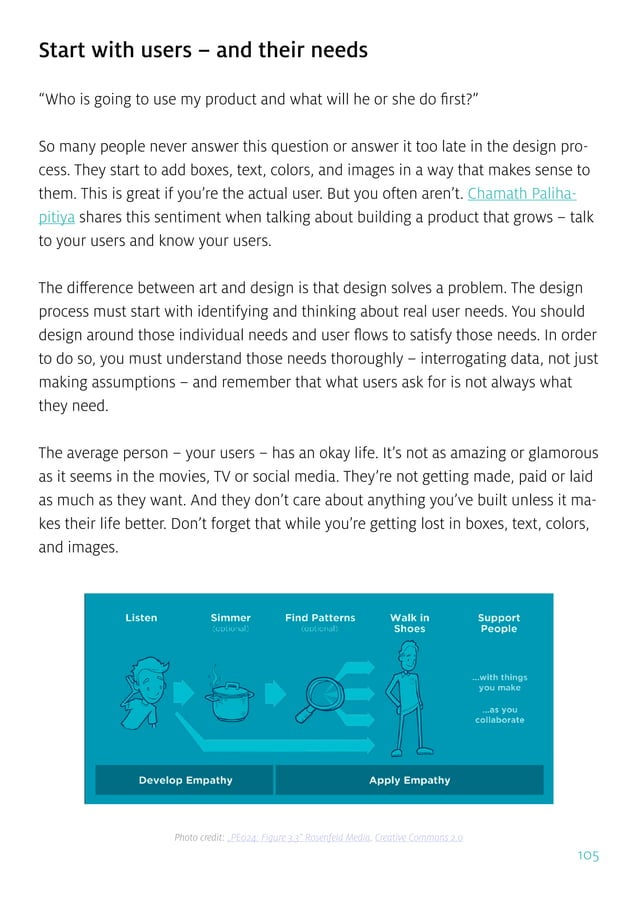 Start with users – and their needs
“Who is going to use my product and what will he or she do first?”
So many people never answer this question or answer it too late in the design pro-
cess. They start to add boxes, text, colors, and images in a way that makes sense to
them. This is great if you’re the actual user. But you often aren’t. Chamath Paliha-
pitiya shares this sentiment when talking about building a product that grows – talk
to your users and know your users.
The difference between art and design is that design solves a problem. The design
process must start with identifying and thinking about real user needs. You should
design around those individual needs and user flows to satisfy those needs. In order
to do so, you must understand those needs thoroughly – interrogating data, not just
making assumptions – and remember that what users ask for is not always what
they need.
The average person – your users – has an okay life. It’s not as amazing or glamorous
as it seems in the movies, TV or social media. They’re not getting made, paid or laid
as much as they want. And they don’t care about anything you’ve built unless it ma-
kes their life better. Don’t forget that while you’re getting lost in boxes, text, colors,
and images.
Listen
Simmer
(optional)
Find Patterns
(optional)
Walk in
Shoes
Support
People
...with things
you make
...as you
collaborate
Develop Empathy
Apply Empathy
Photo credit: „PE024, Figure 3.3“ Rosenfeld Media, Creative Commons 2.0
105